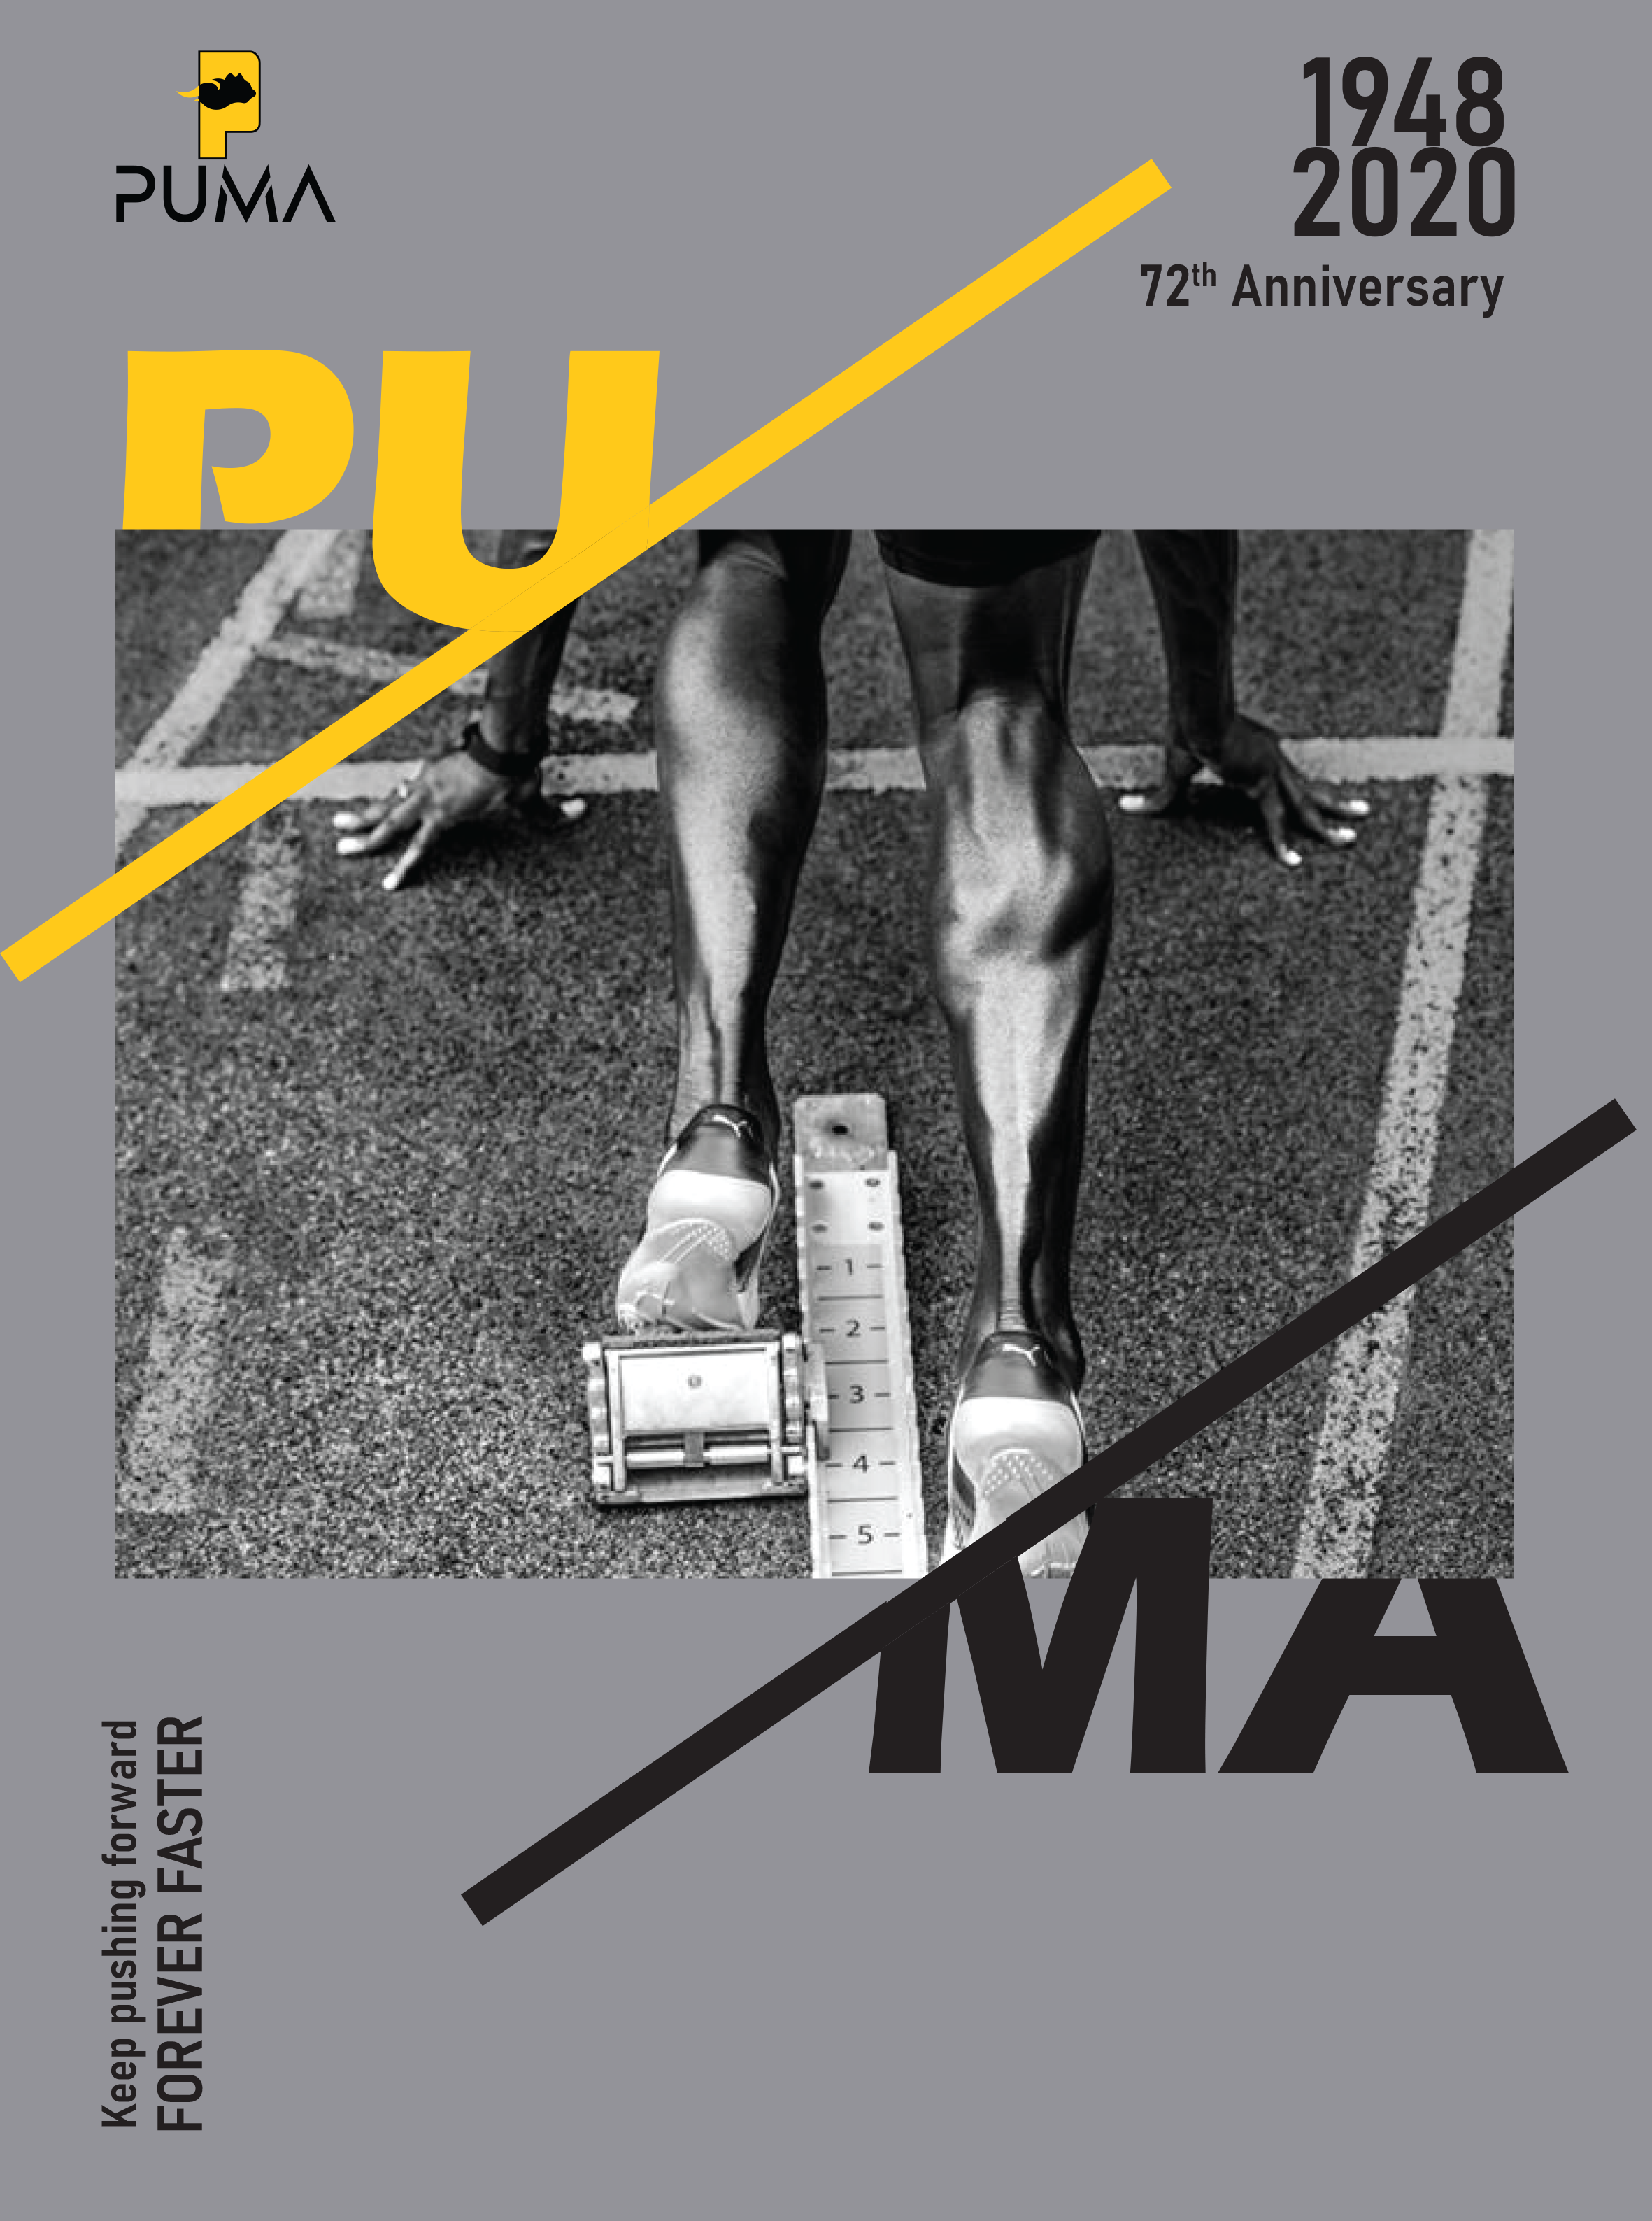 PUMA
1948
2020
72th Anniversary
PU
1
2
3
4
5
MA
Keep pushing forward
FOREVER FASTER